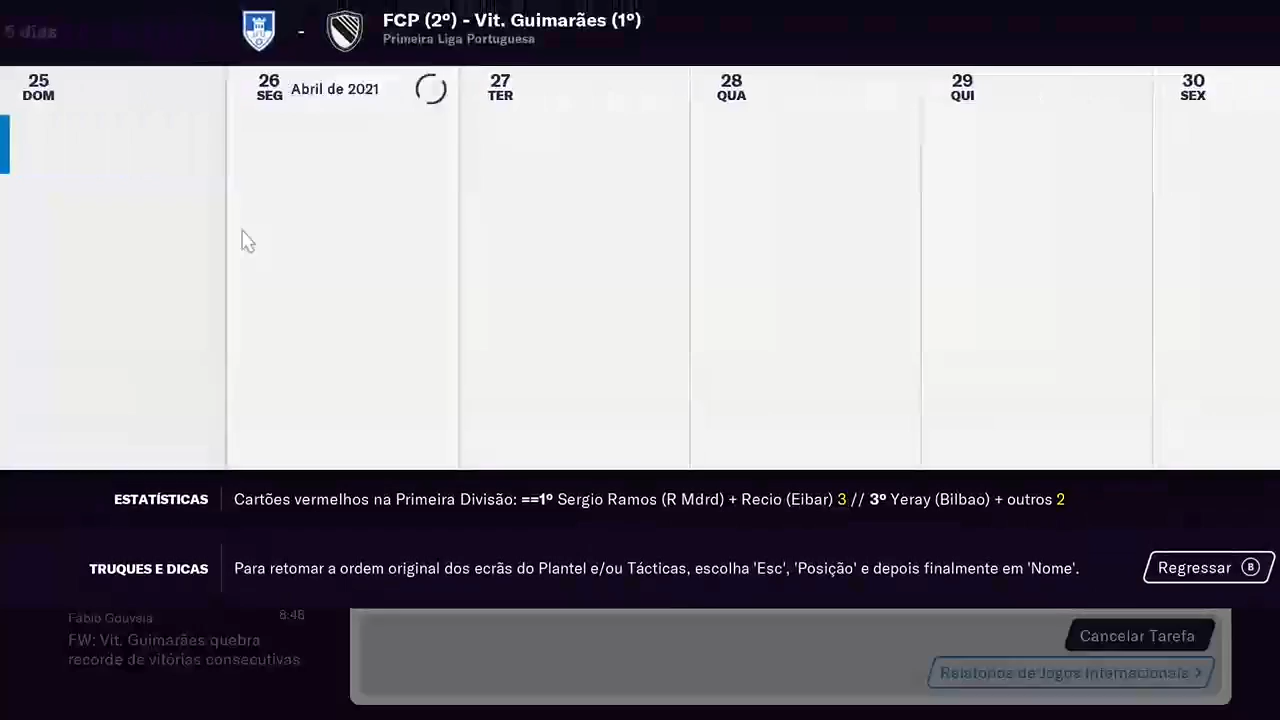 5 dias
FCP (2º) - Vit. Guimarães (1º)
Primeira Liga Portuguesa
25
DOM
26
SEG
Abril de 2021
27
TER
28
QUA
29
QUI
30
SEX
ESTATÍSTICAS
Cartões vermelhos na Primeira Divisão: ==1º Sergio Ramos (R Mdrd) + Recio (Eibar) 3 // 3º Yeray (Bilbao) + outros 2
TRUQUES E DICAS
Para retomar a ordem original dos ecrãs do Plantel e/ou Tácticas, escolha 'Esc', 'Posição' e depois finalmente em 'Nome'.
Regressar B
Fábio Gouveia
8:48
FW: Vit. Guimarães quebra
recorde de vitórias consecutivas
Cancelar Tarefa
Relatórios de Jogos Internacionais >